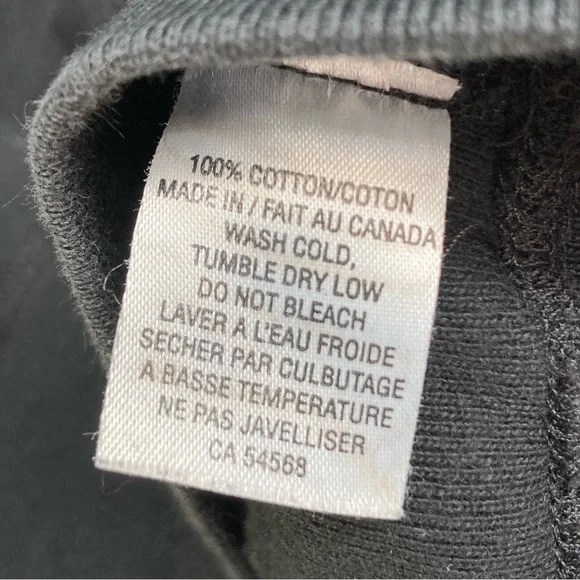 100% COTTON/COTON
MADE IN / FAIT AU CANADA
WASH COLD,
TUMBLE DRY LOW
DO NOT BLEACH
LAVER A L'EAU FROIDE
SECHER PAR CULBUTAGE
A BASSE TEMPERATURE
NE PAS JAVELLISER
CA 54568